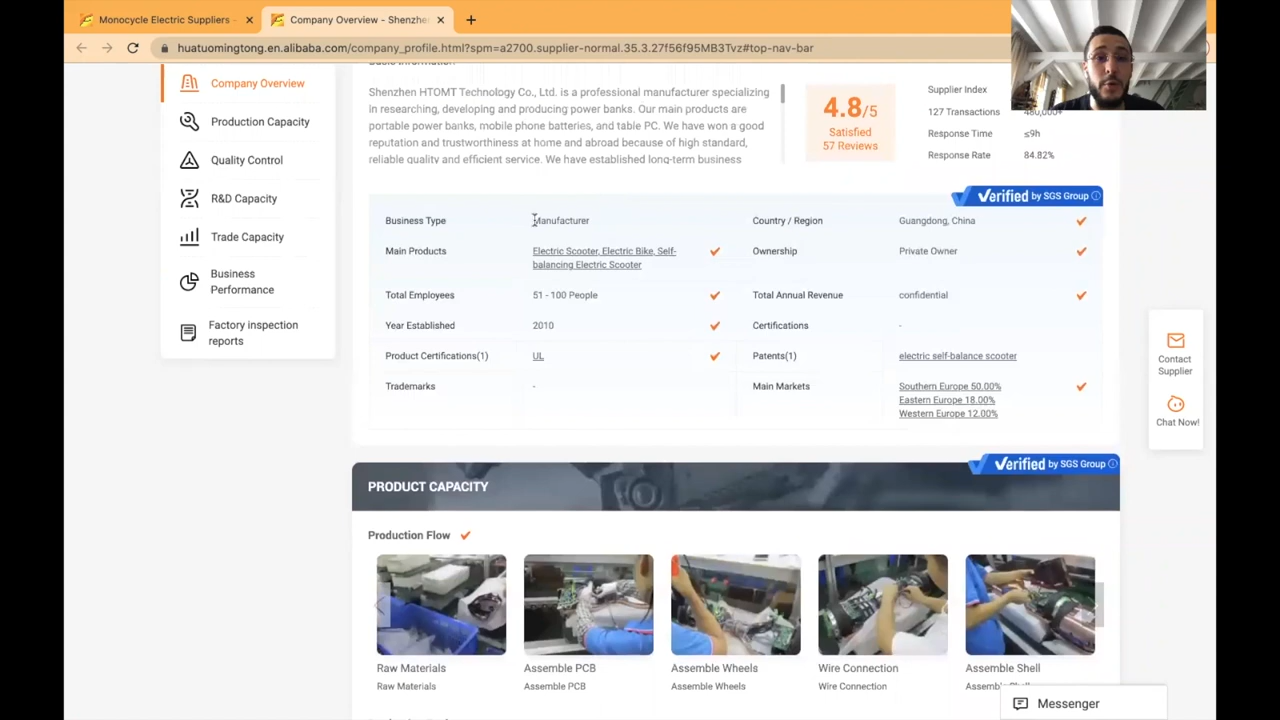 Monocycle Electric Suppliers
Company Overview - Shenzhe
huatuomingtong.en.alibaba.com/company_profile.html?spm=a2700.supplier-normal.35.3.27f56f95MB3Tvz#top-nav-bar
Company Overview
Production Capacity
Quality Control
R&D Capacity
Trade Capacity
Business
Performance
Factory inspection
reports
Shenzhen HTOMT Technology Co., Ltd. is a professional manufacturer specializing
in researching, developing and producing power banks. Our main products are
portable power banks, mobile phone batteries, and table PC. We have won a good
reputation and trustworthiness at home and abroad because of high standard,
reliable quality and efficient service. We have established long-term business
4.8/5
Satisfied
57 Reviews
Supplier Index
127 Transactions 480,000+
Response Time ≤9h
Response Rate 84.82%
Verified by SGS Group
Business Type Manufacturer Country / Region Guangdong, China
Main Products Electric Scooter, Electric Bike, Self-
balancing Electric Scooter Ownership Private Owner
Total Employees 51 - 100 People Total Annual Revenue confidential
Year Established 2010 Certifications -
Product Certifications(1) UL Patents(1) electric self-balance scooter
Trademarks - Main Markets Southern Europe 50.00%
Eastern Europe 18.00%
Western Europe 12.00%
Contact
Supplier
Chat Now!
Verified by SGS Group
PRODUCT CAPACITY
Production Flow
Raw Materials Assemble PCB Assemble Wheels Wire Connection Assemble Shell
Raw Materials Assemble PCB Assemble Wheels Wire Connection
Messenger